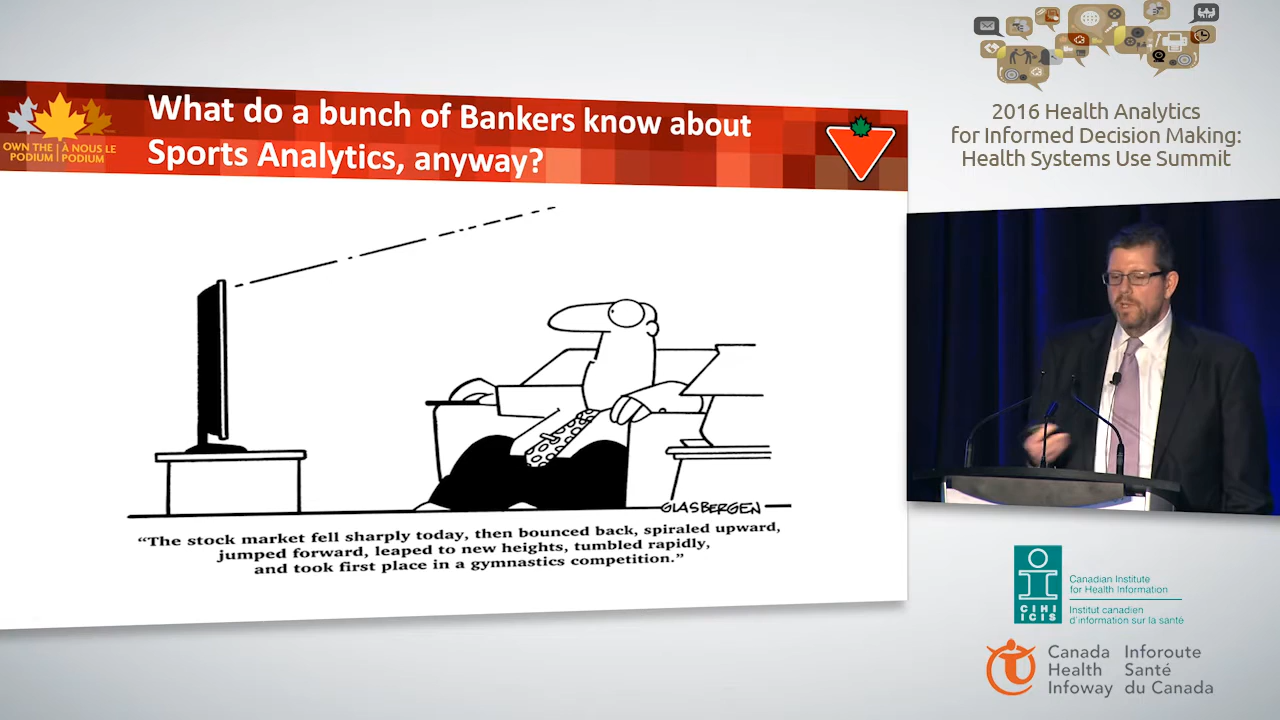 What do a bunch of Bankers know about
Sports Analytics, anyway?
OWN THE
PODIUM
À NOUS LE
PODIUM
GLASBERGEN
“The stock market fell sharply today, then bounced back, spiraled upward,
jumped forward, leaped to new heights, tumbled rapidly,
and took first place in a gymnastics competition.”
2016 Health Analytics
for Informed Decision Making:
Health Systems Use Summit
CIHI
ICIS
Canadian Institute
for Health Information
Institut canadien
d'information sur la santé
Canada
Health
Infoway
Inforoute
Santé
du Canada